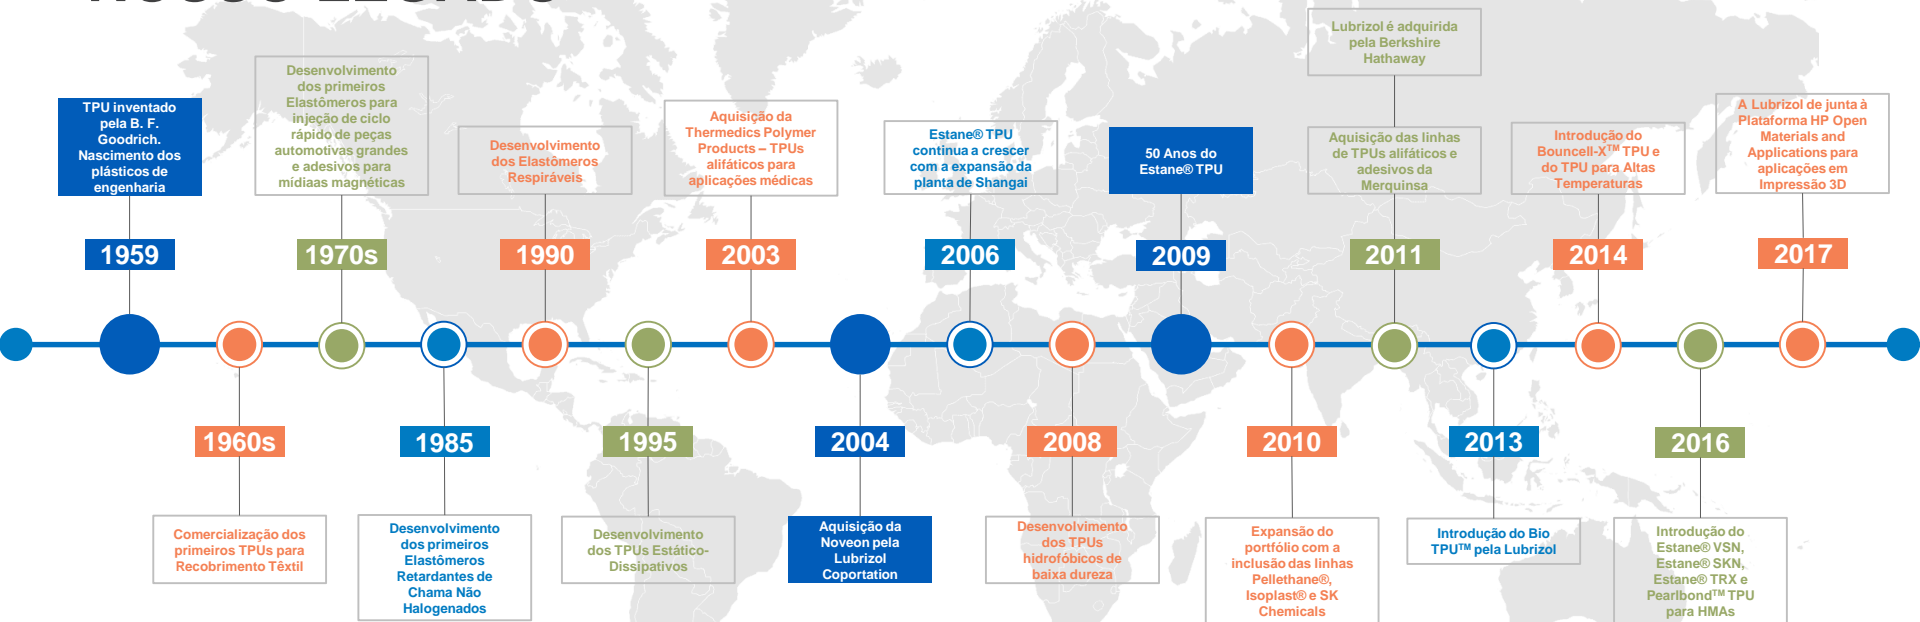 TPU inventado
pela B. F.
Goodrich.
Nascimento dos
plásticos de
engenharia
1959
Desenvolvimento
dos primeiros
Elastômeros para
injeção de ciclo
rápido de peças
automotivas grandes
e adesivos para
mídiaas magnéticas
1970s
Desenvolvimento
dos Elastômeros
Respiráveis
1990
Aquisição da
Thermedics Polymer
Products – TPUs
alifáticos para
aplicações médicas
2003
Estane® TPU
continua a crescer
com a expansão da
planta de Shangai
2006
50 Anos do
Estane® TPU
2009
Lubrizol é adquirida
pela Berkshire
Hathaway
Aquisição das linhas
de TPUs alifáticos e
adesivos da
Merquinsa
2011
Introdução do
Bouncell-X™ TPU e
do TPU para Altas
Temperaturas
2014
A Lubrizol de junta à
Plataforma HP Open
Materials and
Applications para
aplicações em
Impressão 3D
2017
1960s
Comercialização dos
primeiros TPUs para
Recobrimento Têxtil
1985
Desenvolvimento
dos primeiros
Elastômeros
Retardantes de
Chama Não
Halogenados
1995
Desenvolvimento
dos TPUs Estático-
Dissipativos
2004
Aquisição da
Noveon pela
Lubrizol
Coportation
2008
Desenvolvimento
dos TPUs
hidrofóbicos de
baixa dureza
2010
Expansão do
portfólio com a
inclusão das linhas
Pellethane®,
Isoplast® e SK
Chemicals
2013
Introdução do Bio
TPU™ pela Lubrizol
2016
Introdução do
Estane® VSN,
Estane® SKN,
Estane® TRX e
Pearlbond™ TPU
para HMAs